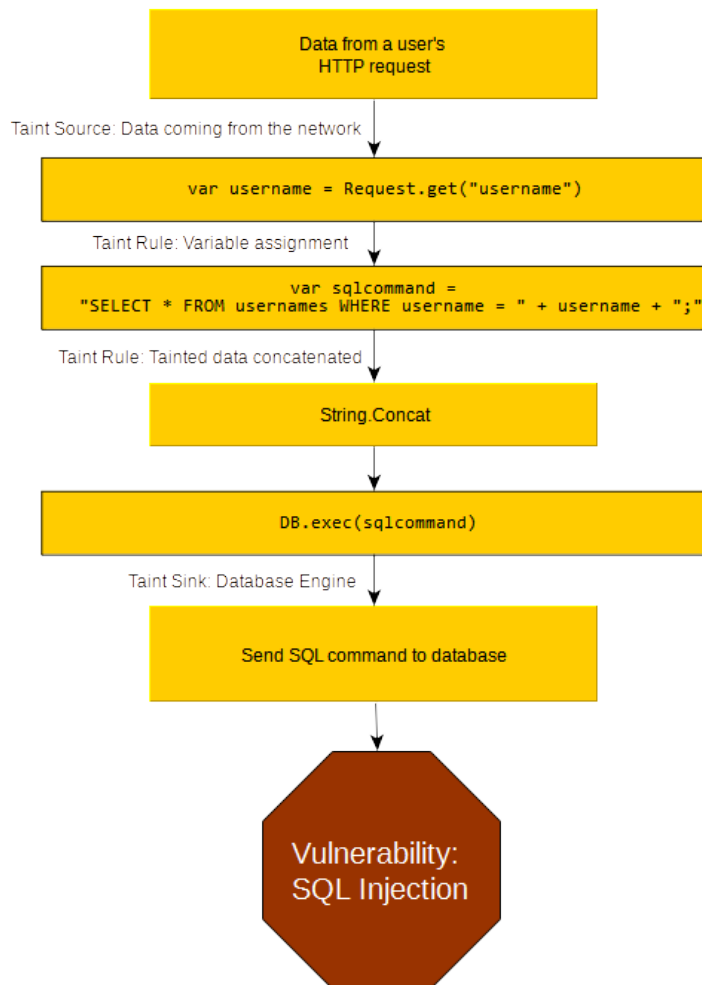 Data from a user's
HTTP request
Taint Source: Data coming from the network
var username = Request.get("username")
Taint Rule: Variable assignment
var sqlcommand =
"SELECT * FROM usernames WHERE username = " + username + ";"
Taint Rule: Tainted data concatenated
String.Concat
DB.exec(sqlcommand)
Taint Sink: Database Engine
Send SQL command to database
Vulnerability:
SQL Injection